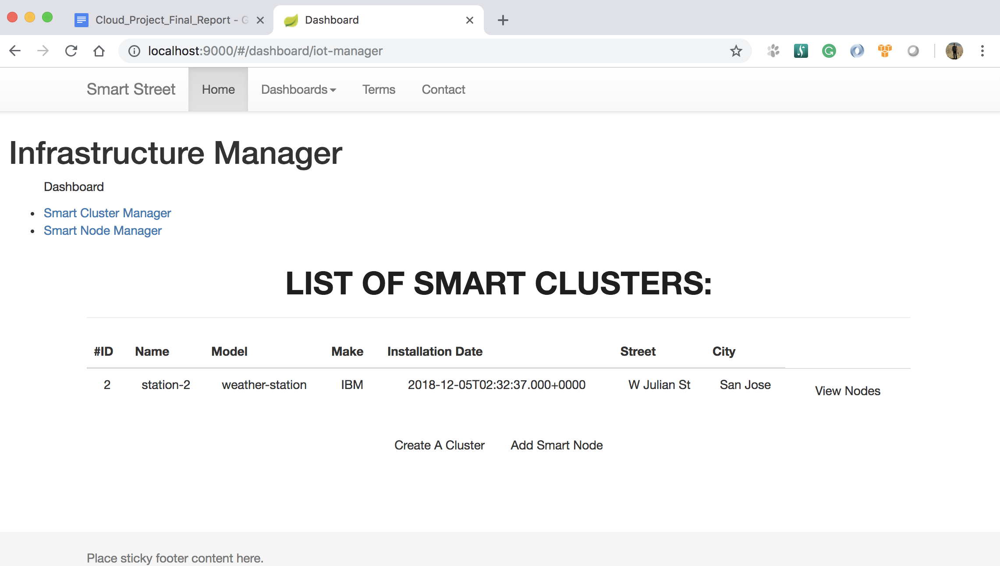 Cloud_Project_Final_Report - G
Dashboard
localhost:9000/#/dashboard/iot-manager
Smart Street Home Dashboards Terms Contact
Infrastructure Manager
Dashboard
Smart Cluster Manager
Smart Node Manager
LIST OF SMART CLUSTERS:
#ID Name Model Make Installation Date Street City
2 station-2 weather-station IBM 2018-12-05T02:32:37.000+0000 W Julian St San Jose View Nodes
Create A Cluster Add Smart Node
Place sticky footer content here.